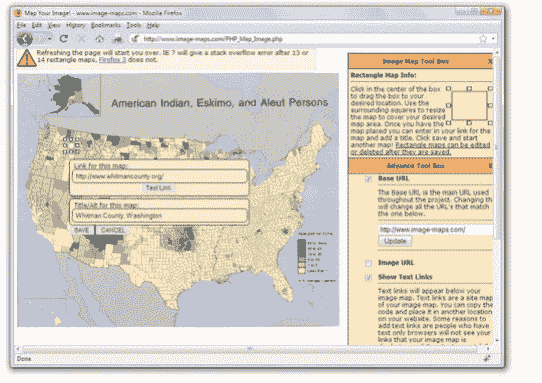 Map Your Image! - www.image-maps.com - Mozilla Firefox
File Edit View History Bookmarks Tools Help
http://www.image-maps.com/PHP_Map_Image.php
Refreshing the page will start you over. IE 7 will give a stack overflow error after 13 or
14 rectangle maps, Firefox 3 does not.
American Indian, Eskimo, and Aleut Persons
Link for this map:
http://www.whitmancounty.org/
Test Link
Title/Alt for this map:
Whitman County, Washington
SAVE CANCEL
Image Map Tool Box X
Rectangle Map Info:
Click in the center of the box
to drag the box to your
desired location. Use the
surrounding squares to resize
the map to cover your desired
map area. Once you have the
map placed you can enter in your link for the
map and add a title. Click save and start
another map! Rectangle maps can be edited
or deleted after they are saved.
Advance Tool Box X
Base URL
The Base URL is the main URL used
throughout the project. Changing th
will change all the URL's that match
the one below.
http://www.image-maps.com/
Update
Image URL
Show Text Links
Text links will appear below your
image map. Text links are a site map
of your image map. You can copy the
code and place it in another location
on your website. Some reasons to
add text links are people who have
text only browsers will not see your
links that your image map is
Done